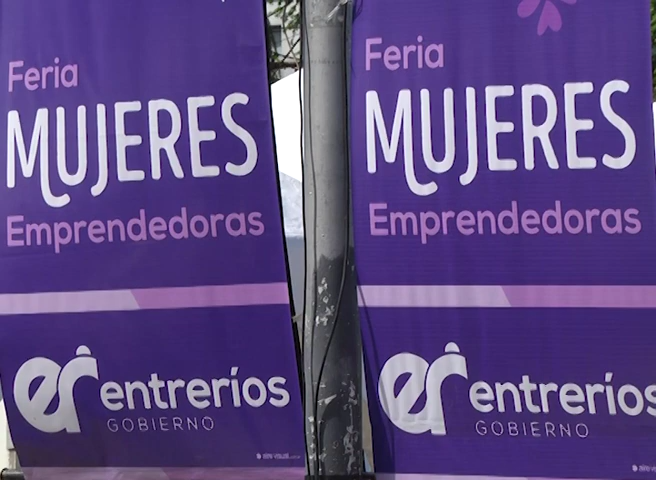 Feria
MUJERES
Emprendedoras
er entreríos
GOBIERNO
Feria
MUJERES
Emprendedoras
er entreríos
GOBIERNO